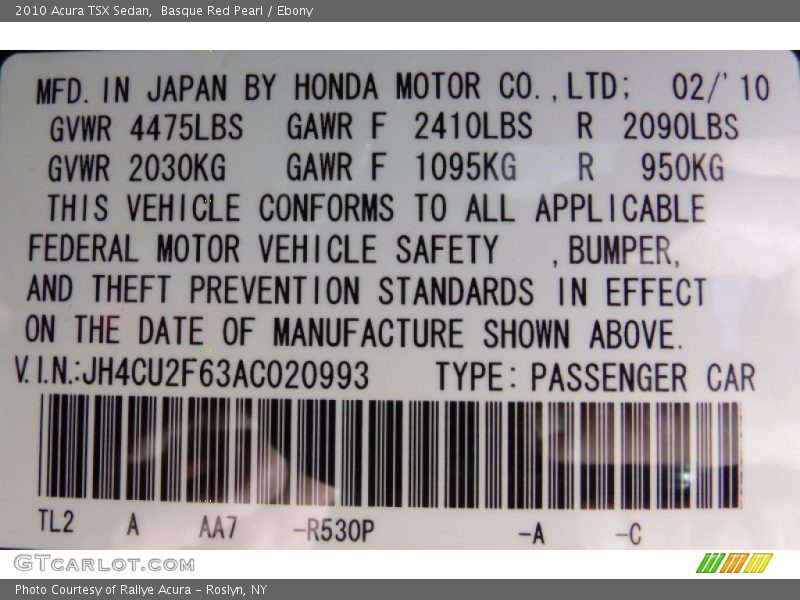 2010 Acura TSX Sedan,  Basque Red Pearl / Ebony
MFD. IN JAPAN BY HONDA MOTOR CO.,LTD; 02/'10
GVWR 4475LBS GAWR F 2410LBS R 2090LBS
GVWR 2030KG GAWR F 1095KG R 950KG
THIS VEHICLE CONFORMS TO ALL APPLICABLE
FEDERAL MOTOR VEHICLE SAFETY ,BUMPER,
AND THEFT PREVENTION STANDARDS IN EFFECT
ON THE DATE OF MANUFACTURE SHOWN ABOVE.
V.I.N.:JH4CU2F63AC020993 TYPE: PASSENGER CAR
TL2 A AA7 -R530P -A -C
GTCARLOT.COM
Photo Courtesy of Rallye Acura - Roslyn, NY